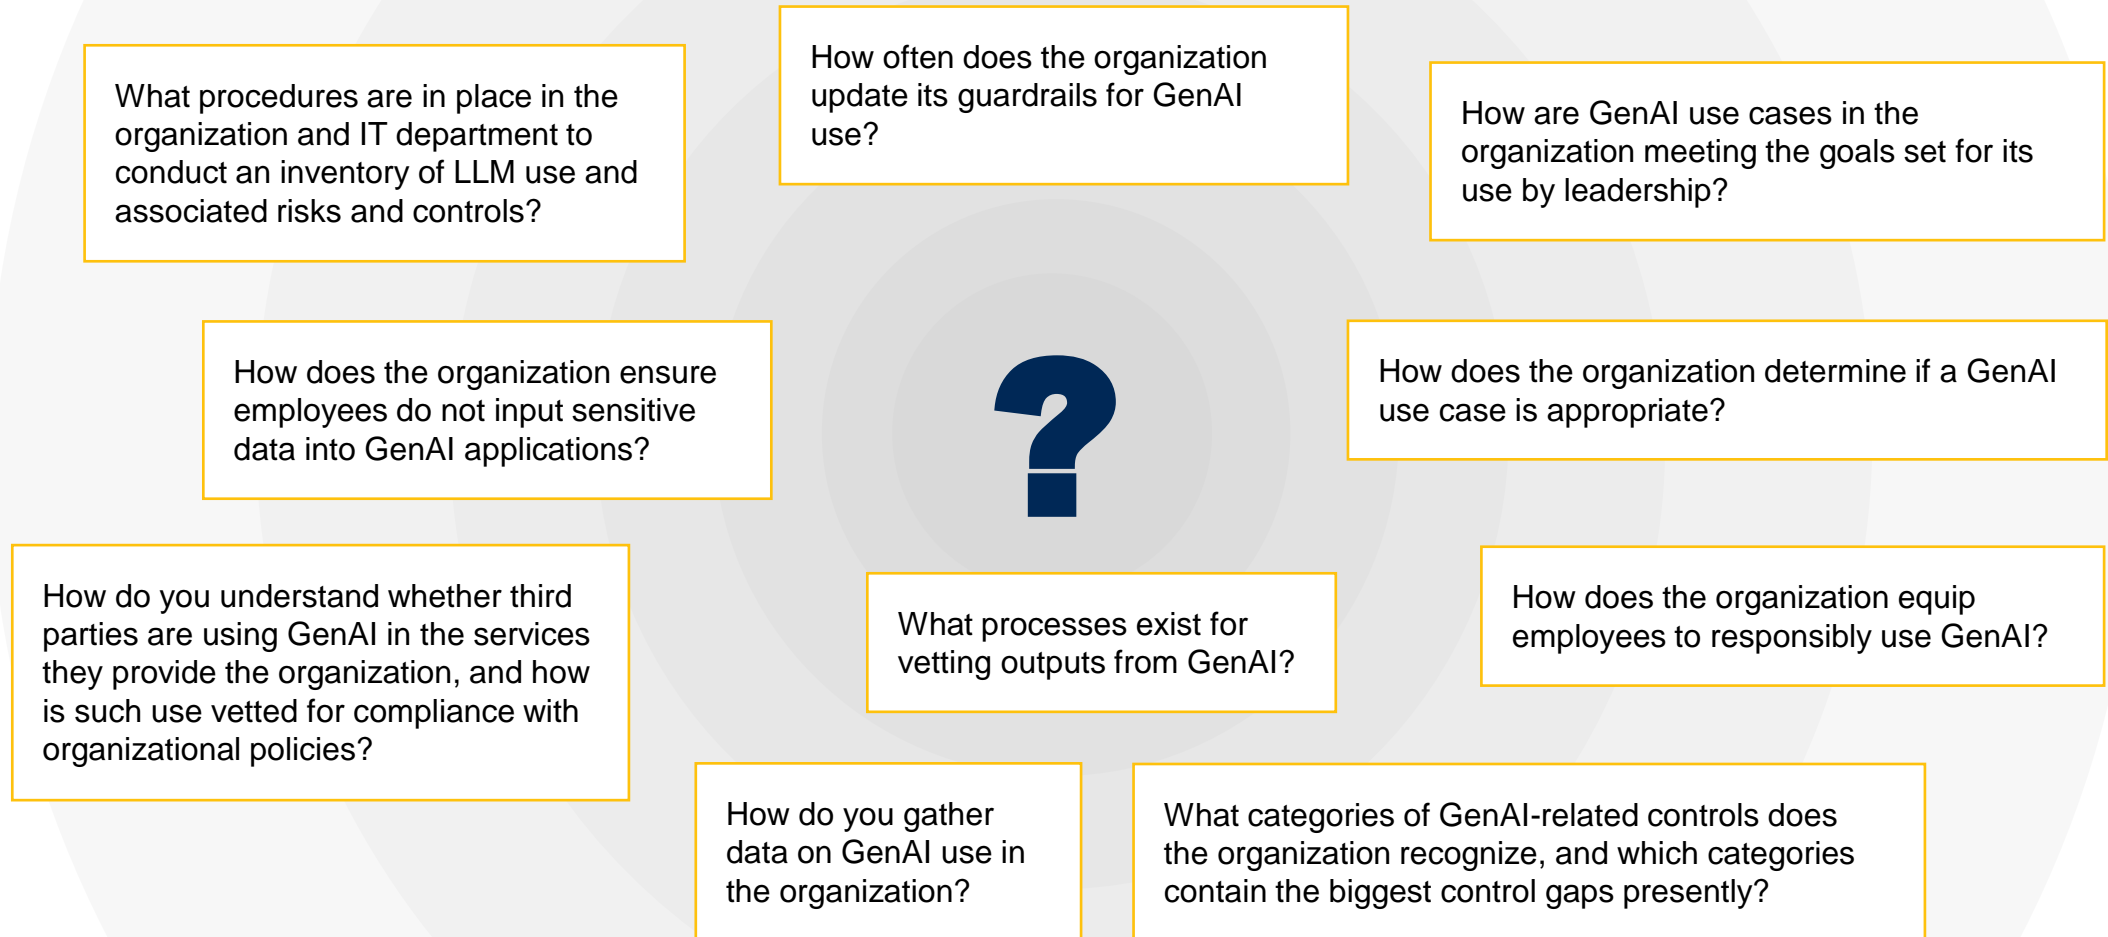 What procedures are in place in the
organization and IT department to
conduct an inventory of LLM use and
associated risks and controls?
How often does the organization
update its guardrails for GenAI
use?
How are GenAI use cases in the
organization meeting the goals set for its
use by leadership?
How does the organization ensure
employees do not input sensitive
data into GenAI applications?
?
How does the organization determine if a GenAI
use case is appropriate?
How do you understand whether third
parties are using GenAI in the services
they provide the organization, and how
is such use vetted for compliance with
organizational policies?
What processes exist for
vetting outputs from GenAI?
How does the organization equip
employees to responsibly use GenAI?
How do you gather
data on GenAI use in
the organization?
What categories of GenAI-related controls does
the organization recognize, and which categories
contain the biggest control gaps presently?